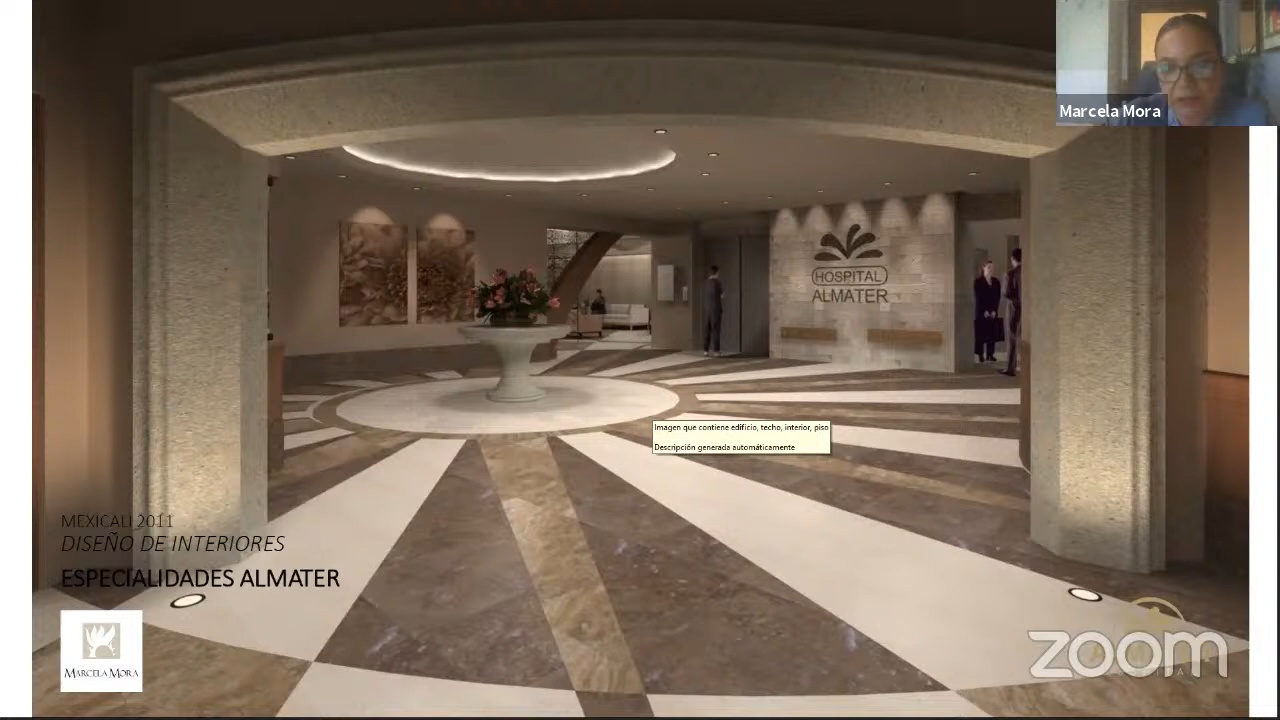 Marcela Mora
HOSPITAL
ALMATER
Imagen que contiene edificio, techo, interior, piso
Descripción generada automáticamente
MEXICALI 2011
DISEÑO DE INTERIORES
ESPECIALIDADES ALMATER
MARCELA MORA
zoom